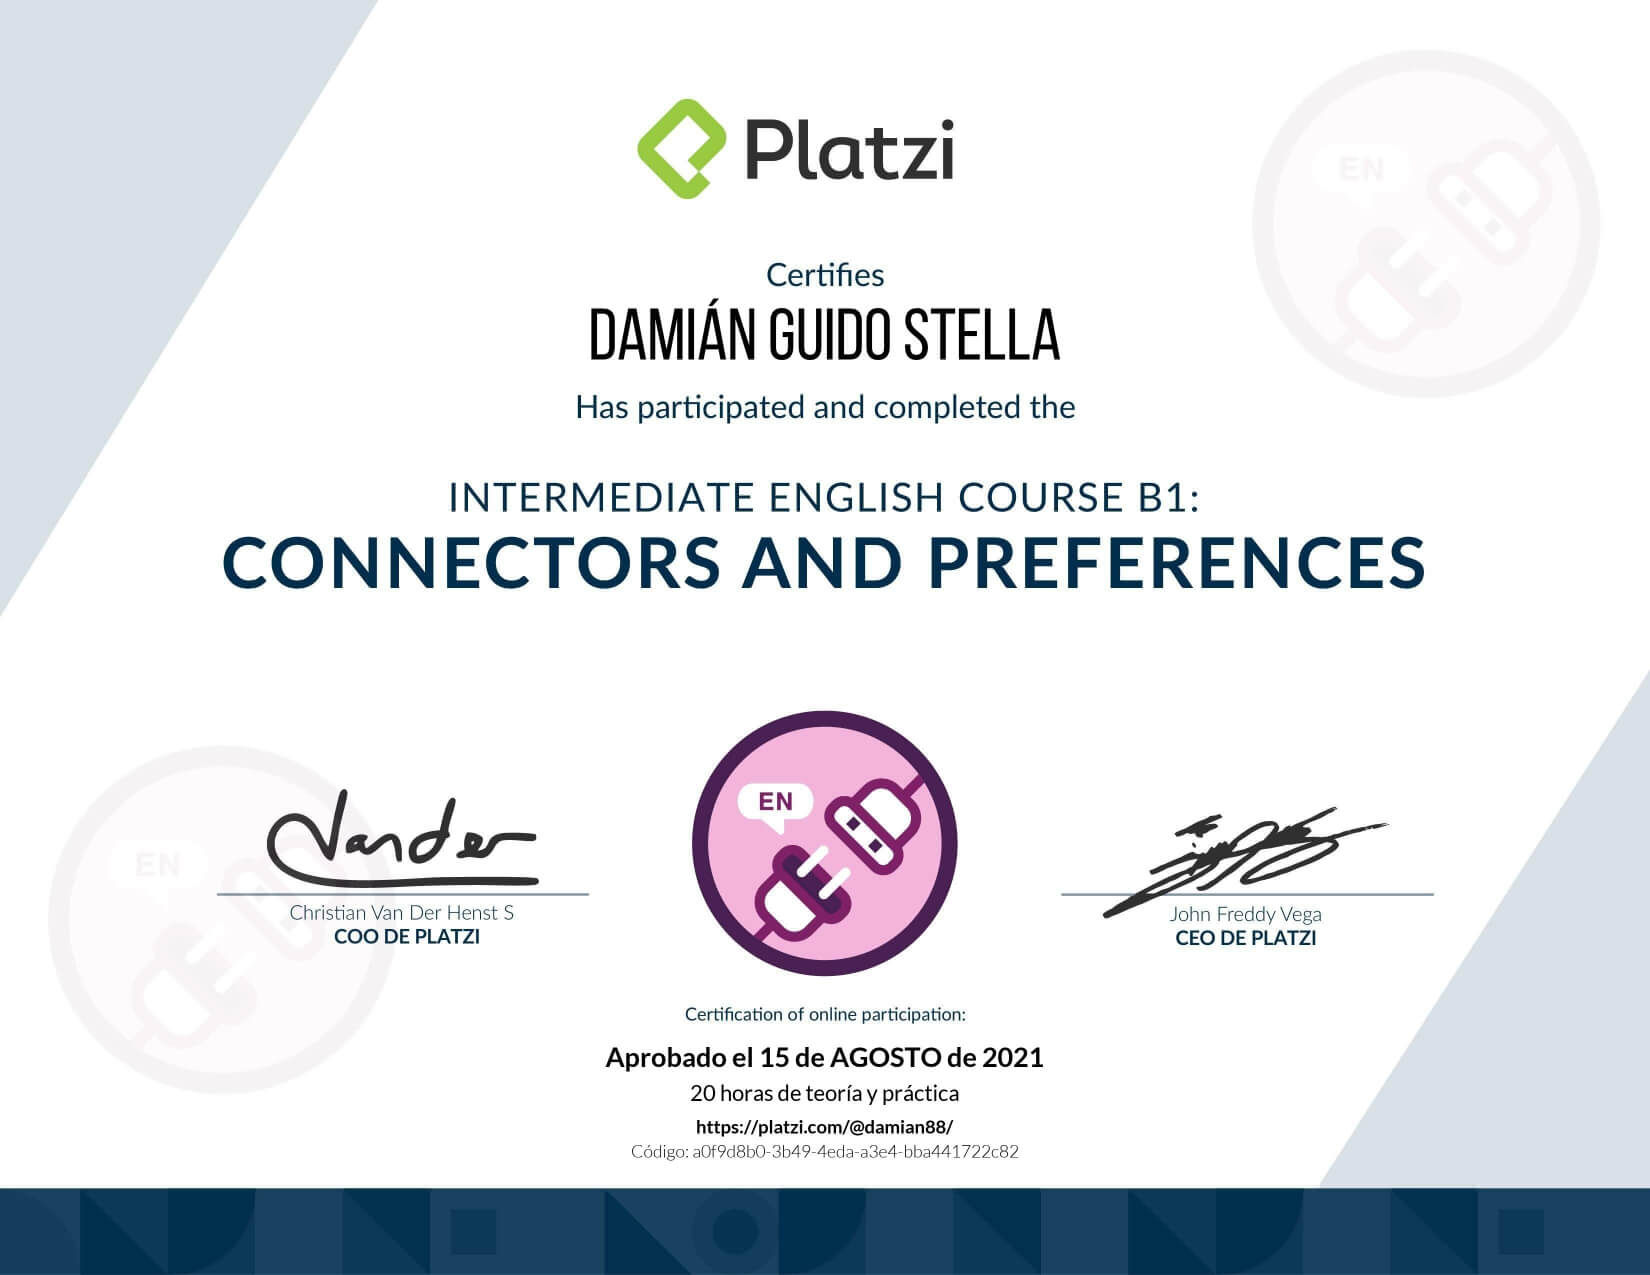 Platzi
EN
Certifies
DAMIÁN GUIDO STELLA
Has participated and completed the
INTERMEDIATE ENGLISH COURSE B1:
CONNECTORS AND PREFERENCES
EN
EN
Vander
Christian Van Der Henst S
COO DE PLATZI
John Freddy Vega
CEO DE PLATZI
Certification of online participation:
Aprobado el 15 de AGOSTO de 2021
20 horas de teoría y práctica
https://platzi.com/@damian88/
Código: a0f9d8b0-3b49-4eda-a3e4-bba441722c82